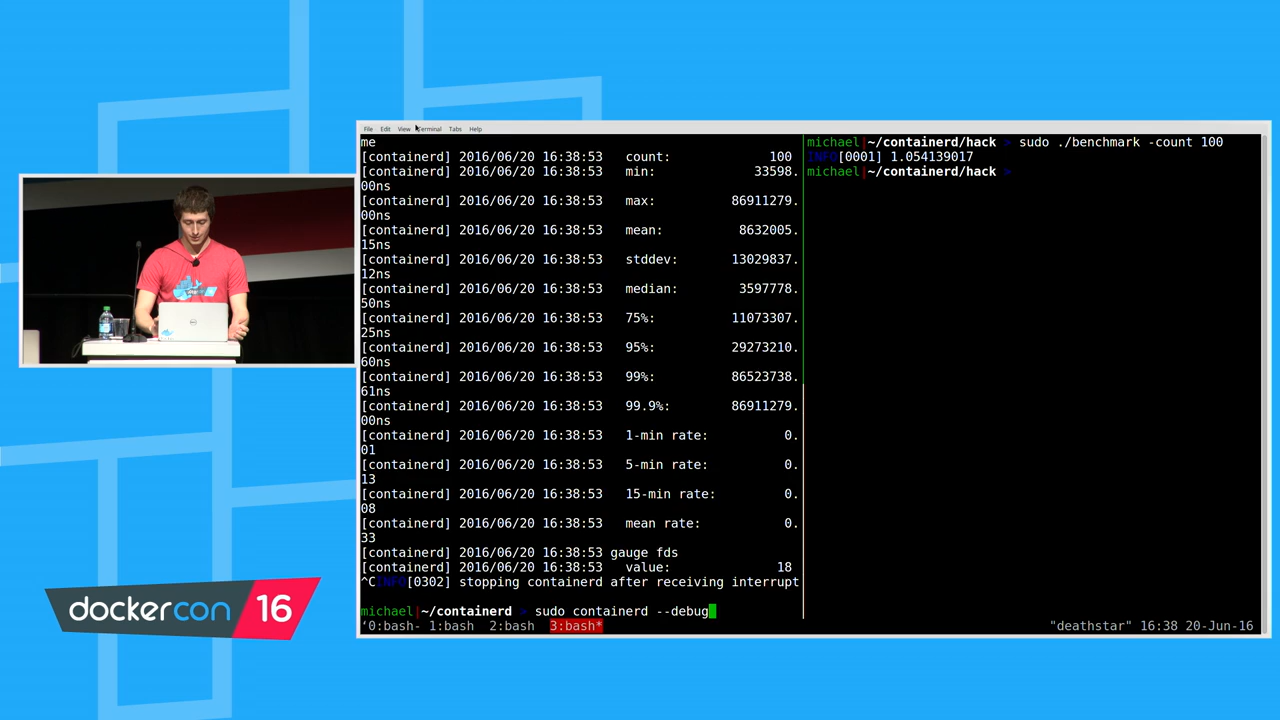 File Edit View Terminal Tabs Help
me
[containerd] 2016/06/20 16:38:53 count: 100
[containerd] 2016/06/20 16:38:53 min: 33598.
00ns
[containerd] 2016/06/20 16:38:53 max: 86911279.
00ns
[containerd] 2016/06/20 16:38:53 mean: 8632005.
15ns
[containerd] 2016/06/20 16:38:53 stddev: 13029837.
12ns
[containerd] 2016/06/20 16:38:53 median: 3597778.
50ns
[containerd] 2016/06/20 16:38:53 75%: 11073307.
25ns
[containerd] 2016/06/20 16:38:53 95%: 29273210.
60ns
[containerd] 2016/06/20 16:38:53 99%: 86523738.
61ns
[containerd] 2016/06/20 16:38:53 99.9%: 86911279.
00ns
[containerd] 2016/06/20 16:38:53 1-min rate: 0.
01
[containerd] 2016/06/20 16:38:53 5-min rate: 0.
13
[containerd] 2016/06/20 16:38:53 15-min rate: 0.
08
[containerd] 2016/06/20 16:38:53 mean rate: 0.
33
[containerd] 2016/06/20 16:38:53 gauge fds
[containerd] 2016/06/20 16:38:53 value: 18
^CINFO[0302] stopping containerd after receiving interrupt
michael|~/containerd > sudo containerd --debug
michael|~/containerd/hack > sudo ./benchmark -count 100
INFO[0001] 1.054139017
michael|~/containerd/hack >
‘0:bash- 1:bash 2:bash 3:bash* "deathstar" 16:38 20-Jun-16
dockercon 16